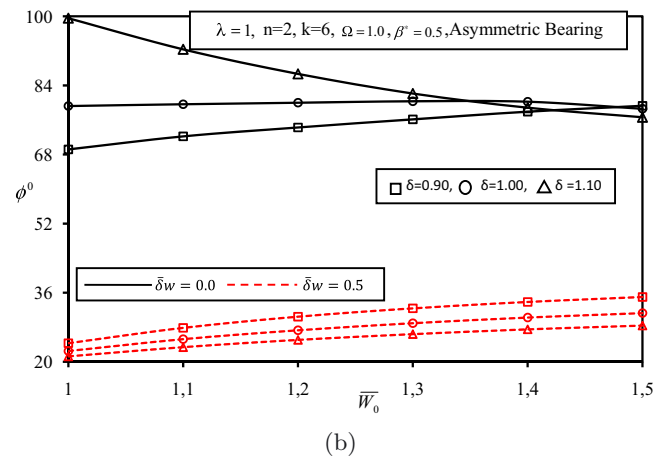 100
λ = 1, n=2, k=6, Ω = 1.0 , β* = 0.5 ,Asymmetric Bearing
84
68
ϕ⁰
δ=0.90, δ=1.00, δ =1.10
52
δ̄w = 0.0 δ̄w = 0.5
36
20
1 1,1 1,2 1,3 1,4 1,5
W̅₀
(b)